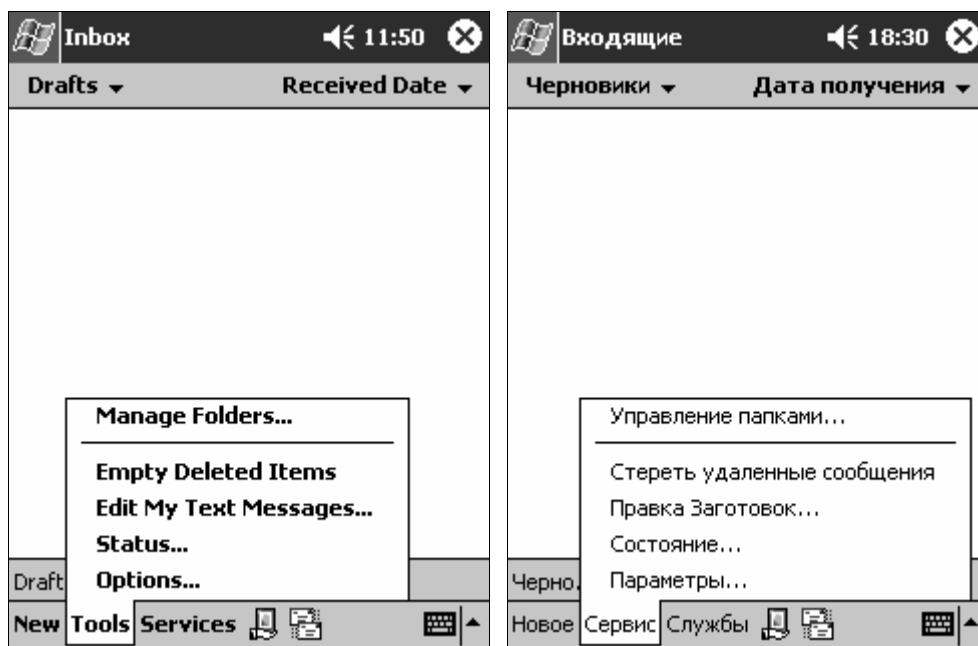 Inbox 11:50
Drafts Received Date
Manage Folders...
Empty Deleted Items
Edit My Text Messages...
Status...
Options...
Draft
New Tools Services
Входящие 18:30
Черновики Дата получения
Управление папками...
Стереть удаленные сообщения
Правка Заготовок...
Состояние...
Параметры...
Черно.
Новое Сервис Службы